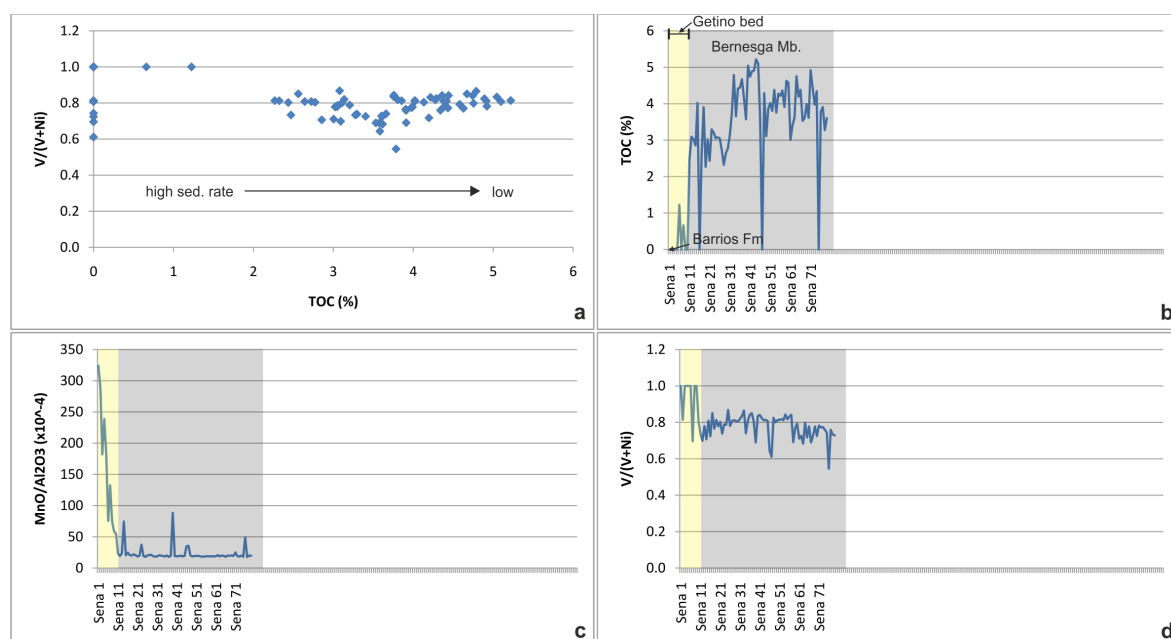 1.2
1.0
0.8
0.6
0.4
0.2
0.0
V/(V+Ni)
high sed. rate
low
0 1 2 3 4 5 6
TOC (%)
a
Getino bed
Bernesga Mb.
6
5
4
3
2
1
0
TOC (%)
Barrios Fm
Sena 1
Sena 11
Sena 21
Sena 31
Sena 41
Sena 51
Sena 61
Sena 71
b
350
300
250
200
150
100
50
0
MnO/Al2O3 (x10^-4)
Sena 1
Sena 11
Sena 21
Sena 31
Sena 41
Sena 51
Sena 61
Sena 71
c
1.2
1.0
0.8
0.6
0.4
0.2
0.0
V/(V+Ni)
Sena 1
Sena 11
Sena 21
Sena 31
Sena 41
Sena 51
Sena 61
Sena 71
d